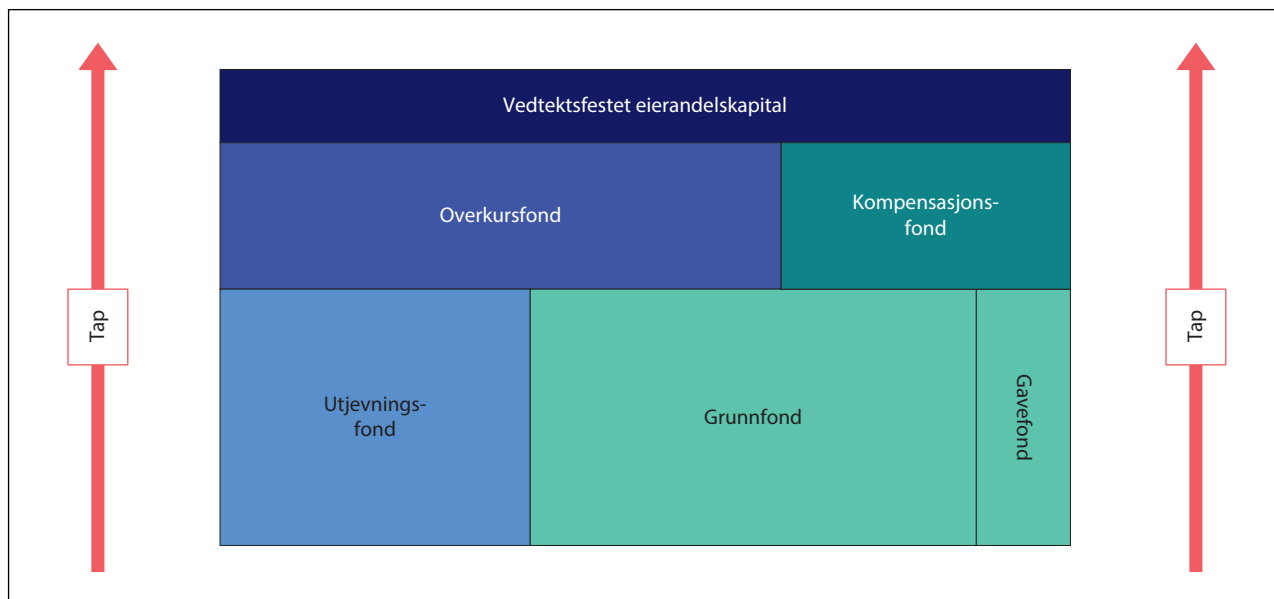 Vedtektsfestet eierandelskapital
Overkursfond
Kompensasjons-
fond
Tap
Tap
Utjevnings-
fond
Grunnfond
Gavefond